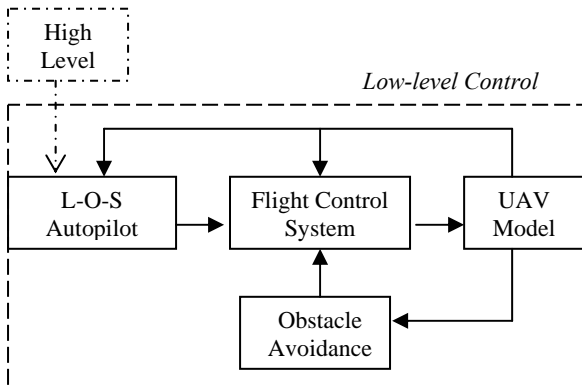 High
Level
Low-level Control
L-O-S
Autopilot
Flight Control
System
UAV
Model
Obstacle
Avoidance